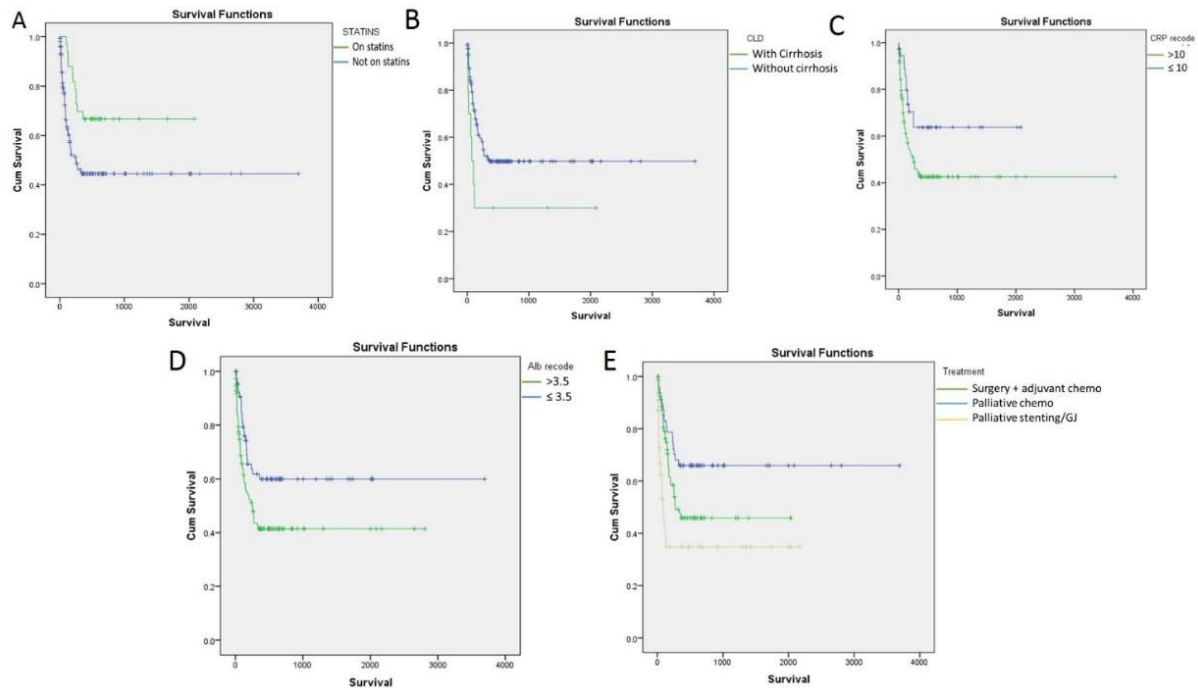 A
Survival Functions
STATINS
On statins
Not on statins
1.0
0.8
0.6
0.4
0.2
0.0
Cum Survival
0 1000 2000 3000 4000
Survival
B
Survival Functions
CLD
With Cirrhosis
Without cirrhosis
1.0
0.8
0.6
0.4
0.2
0.0
Cum Survival
0 1000 2000 3000 4000
Survival
C
Survival Functions
CRP recode
>10
≤ 10
1.0
0.8
0.6
0.4
0.2
0.0
Cum Survival
0 1000 2000 3000 4000
Survival
D
Survival Functions
Alb recode
>3.5
≤ 3.5
1.0
0.8
0.6
0.4
0.2
0.0
Cum Survival
0 1000 2000 3000 4000
Survival
E
Survival Functions
Treatment
Surgery + adjuvant chemo
Palliative chemo
Palliative stenting/GJ
1.0
0.8
0.6
0.4
0.2
0.0
Cum Survival
0 1000 2000 3000 4000
Survival